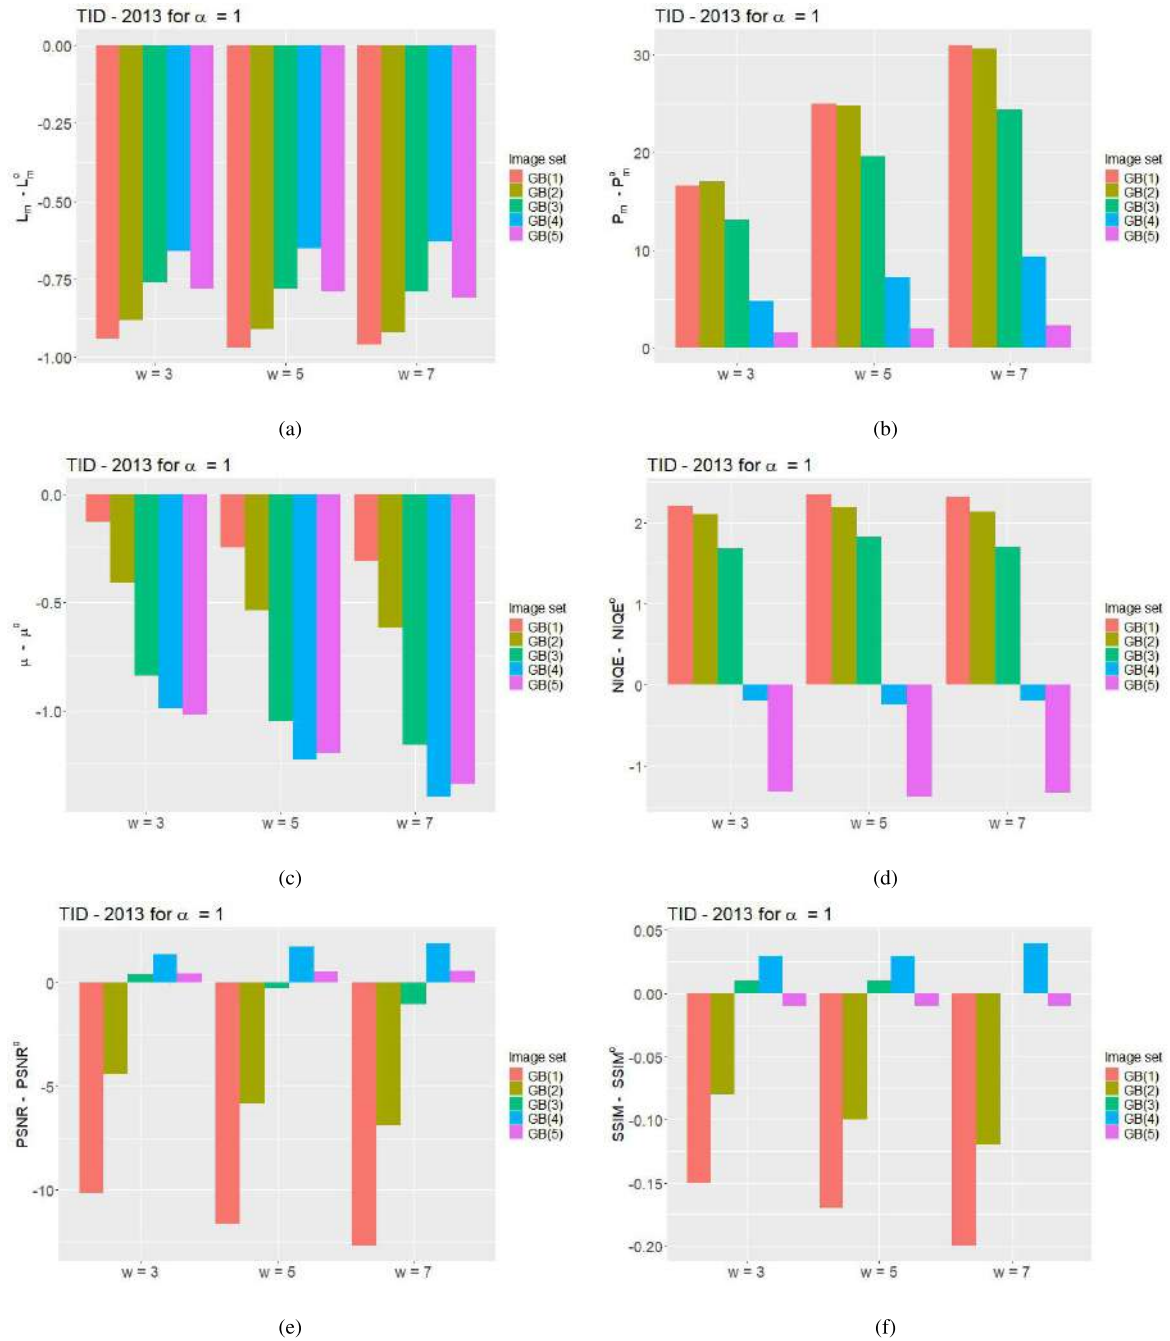 TID - 2013 for α = 1
0.00
-0.25
-0.50
-0.75
-1.00
L_m - L_m^o
w = 3
w = 5
w = 7
Image set
GB(1)
GB(2)
GB(3)
GB(4)
GB(5)
(a)
TID - 2013 for α = 1
30
20
10
0
w = 3
w = 5
w = 7
Image set
GB(1)
GB(2)
GB(3)
GB(4)
GB(5)
(b)
TID - 2013 for α = 1
0.0
-0.5
-1.0
μ - μ^o
w = 3
w = 5
w = 7
Image set
GB(1)
GB(2)
GB(3)
GB(4)
GB(5)
(c)
TID - 2013 for α = 1
2
1
0
-1
NIQE - NIQE^o
w = 3
w = 5
w = 7
Image set
GB(1)
GB(2)
GB(3)
GB(4)
GB(5)
(d)
TID - 2013 for α = 1
0
-5
-10
PSNR - PSNR^o
w = 3
w = 5
w = 7
Image set
GB(1)
GB(2)
GB(3)
GB(4)
GB(5)
(e)
TID - 2013 for α = 1
0.05
0.00
-0.05
-0.10
-0.15
-0.20
SSIM - SSIM^o
w = 3
w = 5
w = 7
Image set
GB(1)
GB(2)
GB(3)
GB(4)
GB(5)
(f)